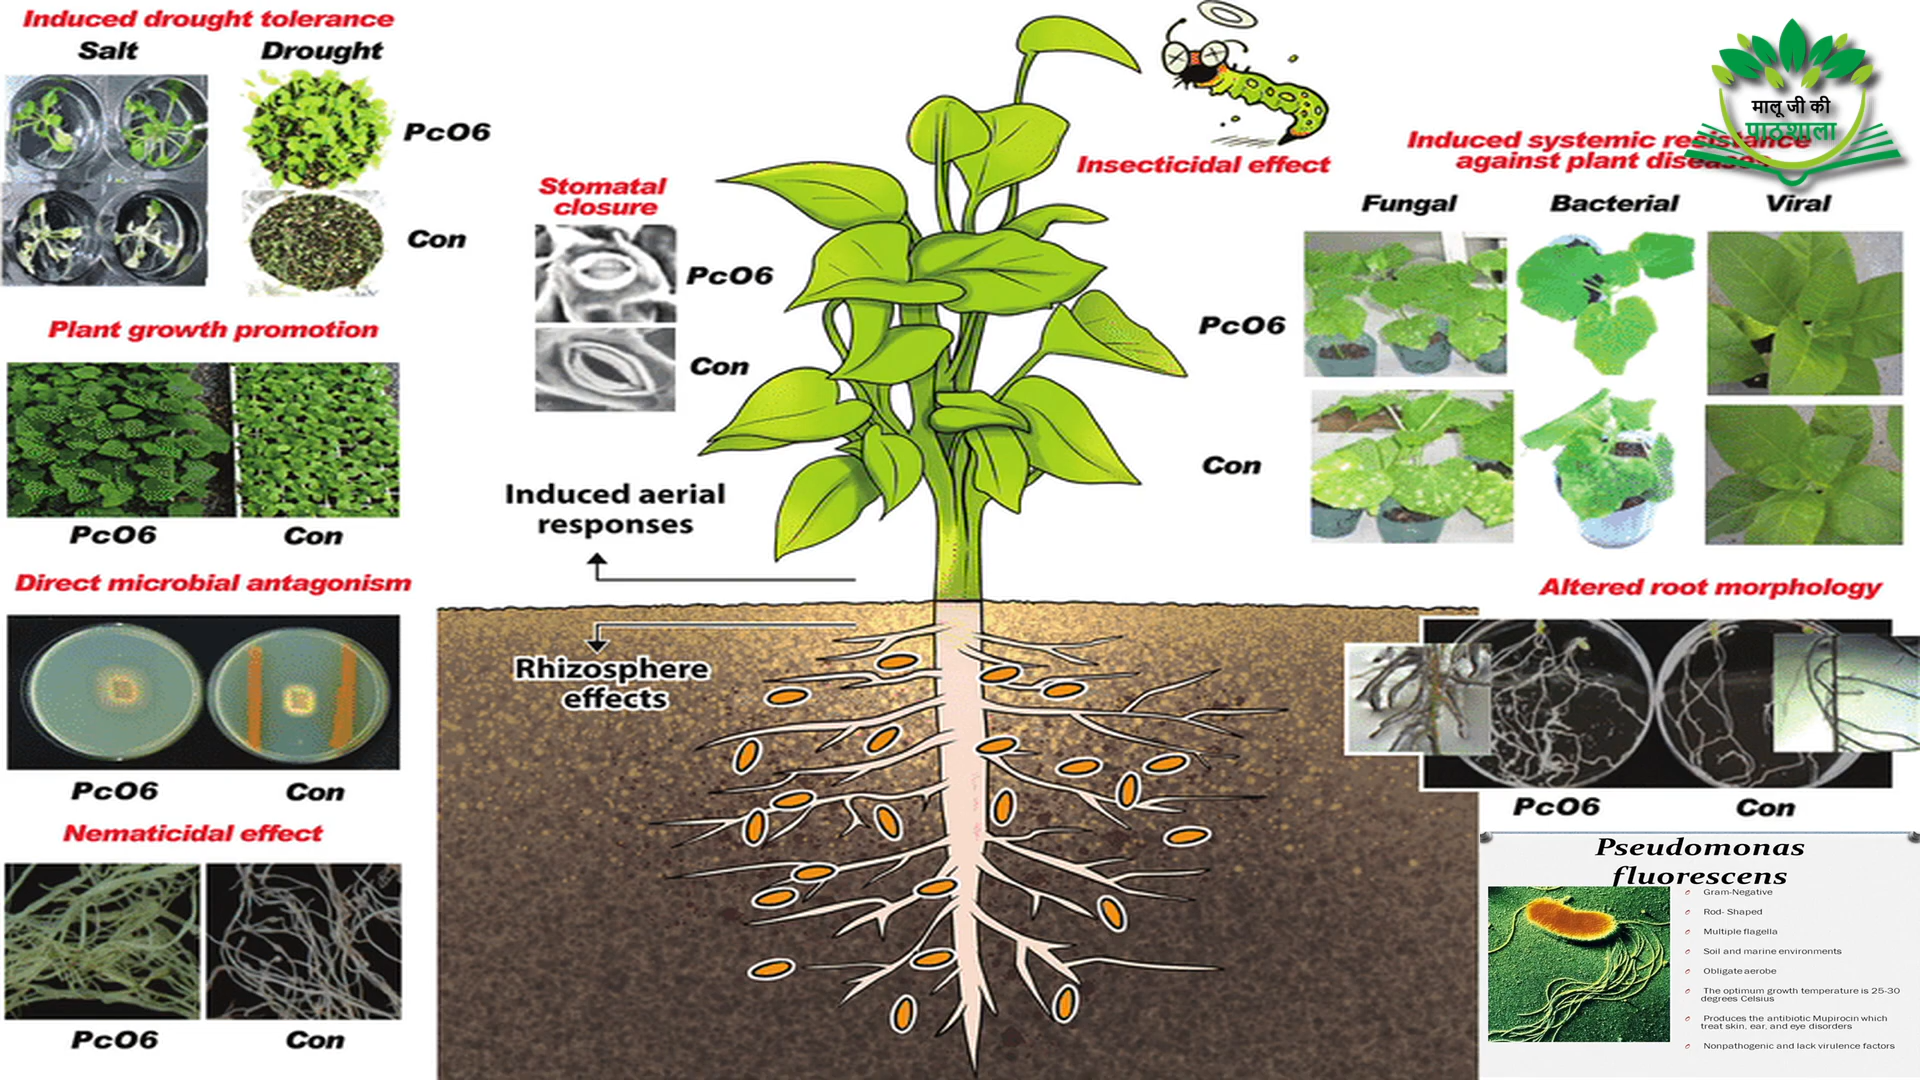 Induced drought tolerance
Salt
Drought
PcO6
Con
Plant growth promotion
PcO6
Con
Direct microbial antagonism
PcO6
Con
Nematicidal effect
PcO6
Con
Stomatal
closure
PcO6
Con
Induced aerial
responses
Rhizosphere
effects
Insecticidal effect
मालू जी की
पाठशाला
Induced systemic resistance
against plant diseases
Fungal
Bacterial
Viral
PcO6
Con
Altered root morphology
PcO6
Con
Pseudomonas
fluorescens
Gram-Negative
Rod- Shaped
Multiple flagella
Soil and marine environments
Obligate aerobe
The optimum growth temperature is 25-30
degrees Celsius
Produces the antibiotic Mupirocin which
treat skin, ear, and eye disorders
Nonpathogenic and lack virulence factors